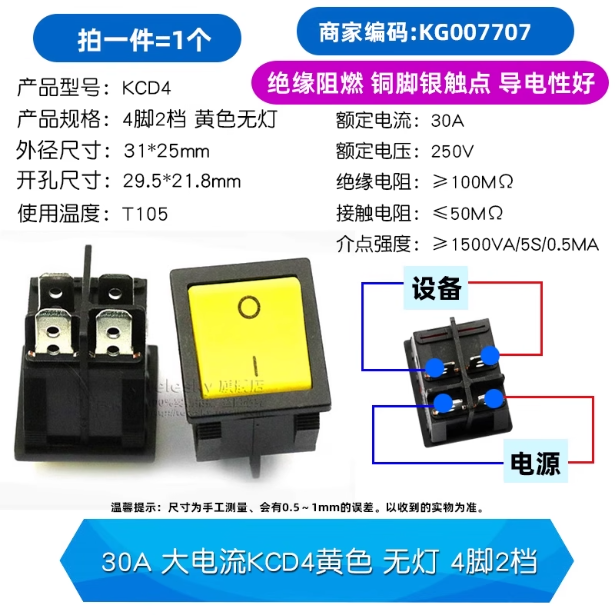 拍一件=1个
商家编码:KG007707
绝缘阻燃 铜脚银触点 导电性好
产品型号: KCD4
产品规格: 4脚2档 黄色无灯
外径尺寸: 31*25mm
开孔尺寸: 29.5*21.8mm
使用温度: T105
额定电流: 30A
额定电压: 250V
绝缘电阻: ≥100MΩ
接触电阻: ≤50MΩ
介点强度: ≥1500VA/5S/0.5MA
设备
电源
O
I
旗舰店
温馨提示: 尺寸为手工测量、会有0.5~1mm的误差。以收到的实物为准。
30A 大电流KCD4黄色 无灯 4脚2档